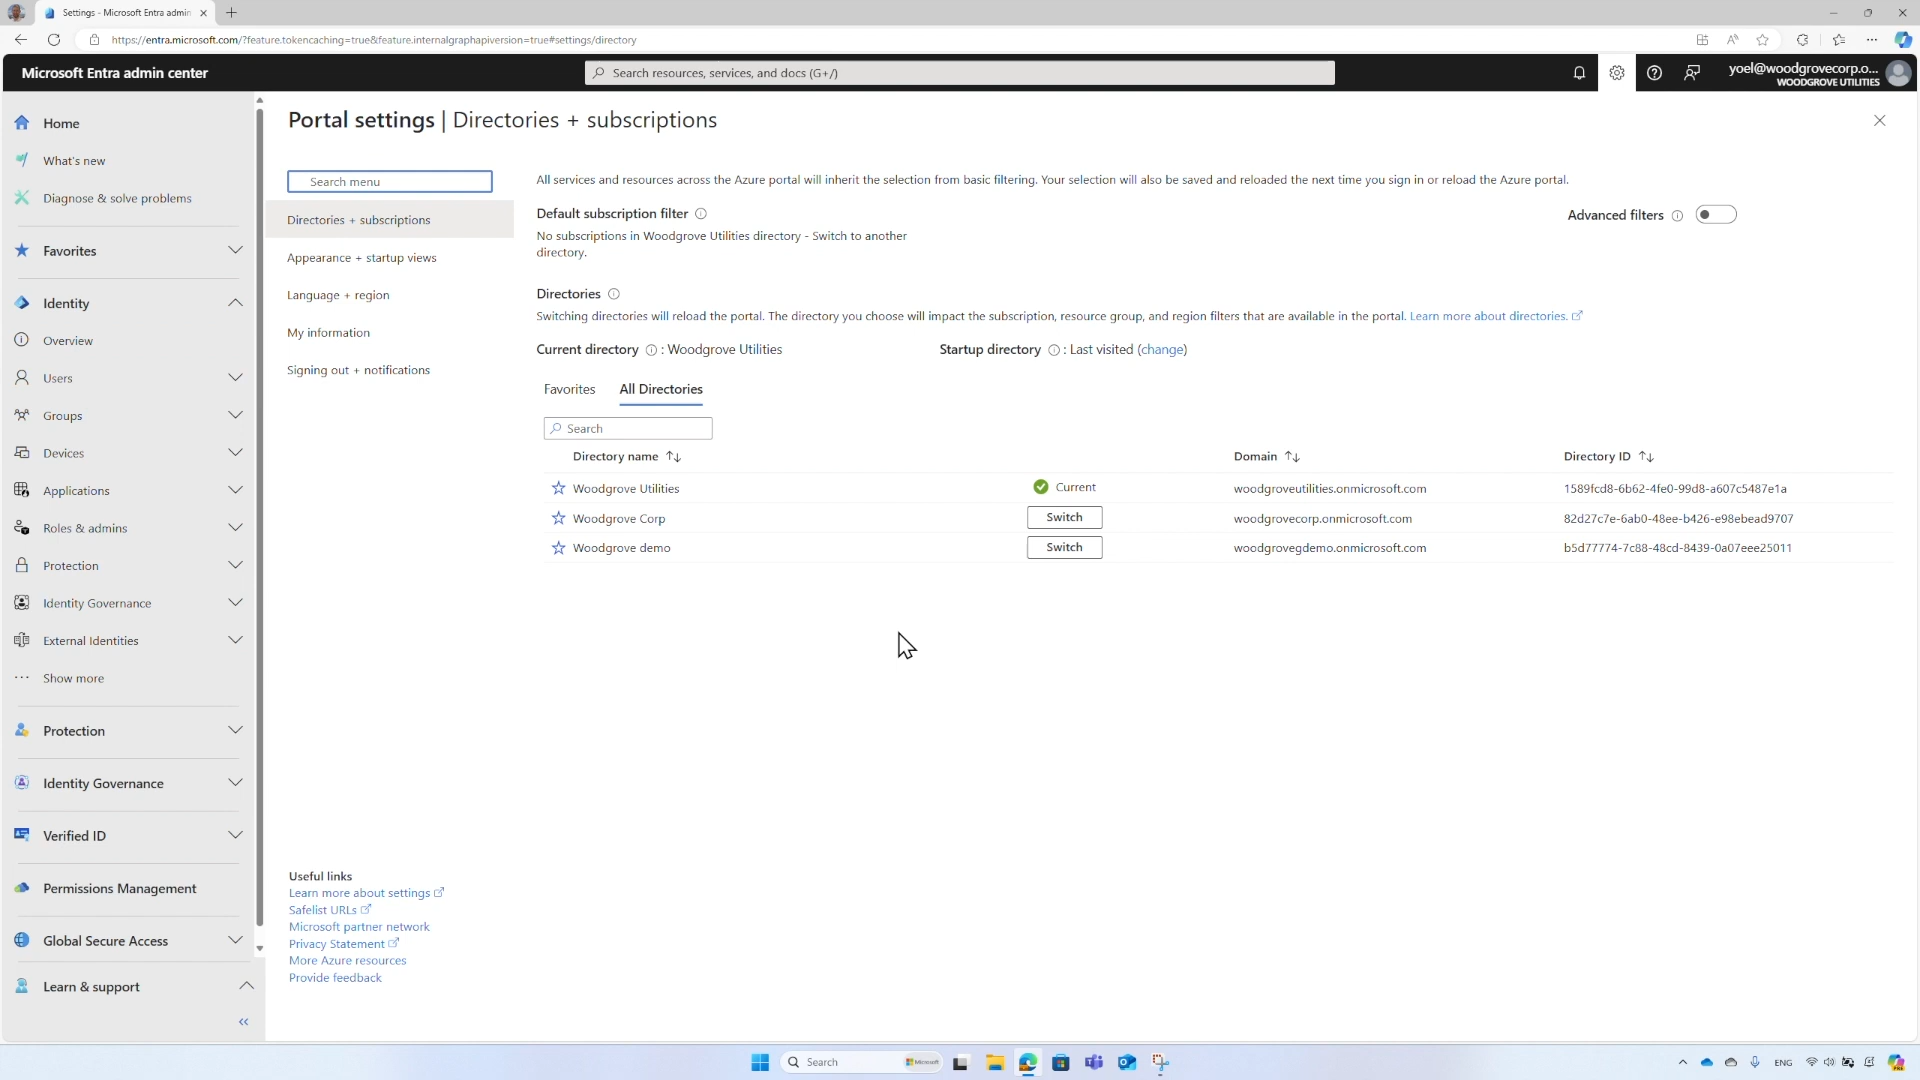 Settings - Microsoft Entra admin
https://entra.microsoft.com/?feature.tokencaching=true&feature.internalgraphapiversion=true#settings/directory
Microsoft Entra admin center
Search resources, services, and docs (G+/)
yoel@woodgrovecorp.o...
WOODGROVE UTILITIES
Home
What's new
Diagnose & solve problems
Favorites
Identity
Overview
Users
Groups
Devices
Applications
Roles & admins
Protection
Identity Governance
External Identities
Show more
Protection
Identity Governance
Verified ID
Permissions Management
Global Secure Access
Learn & support
Portal settings | Directories + subscriptions
Search menu
Directories + subscriptions
Appearance + startup views
Language + region
My information
Signing out + notifications
Useful links
Learn more about settings
Safelist URLs
Microsoft partner network
Privacy Statement
More Azure resources
Provide feedback
All services and resources across the Azure portal will inherit the selection from basic filtering. Your selection will also be saved and reloaded the next time you sign in or reload the Azure portal.
Default subscription filter
Advanced filters
No subscriptions in Woodgrove Utilities directory - Switch to another
directory.
Directories
Switching directories will reload the portal. The directory you choose will impact the subscription, resource group, and region filters that are available in the portal. Learn more about directories.
Current directory : Woodgrove Utilities
Startup directory : Last visited (change)
Favorites All Directories
Search
Directory name Domain Directory ID
Woodgrove Utilities Current woodgroveutilities.onmicrosoft.com 1589fcd8-6b62-4fe0-99d8-a607c5487e1a
Woodgrove Corp Switch woodgrovecorp.onmicrosoft.com 82d27c7e-6ab0-48ee-b426-e98ebead9707
Woodgrove demo Switch woodgrovegdemo.onmicrosoft.com b5d77774-7c88-48cd-8439-0a07eee25011
Search
Microsoft
ENG